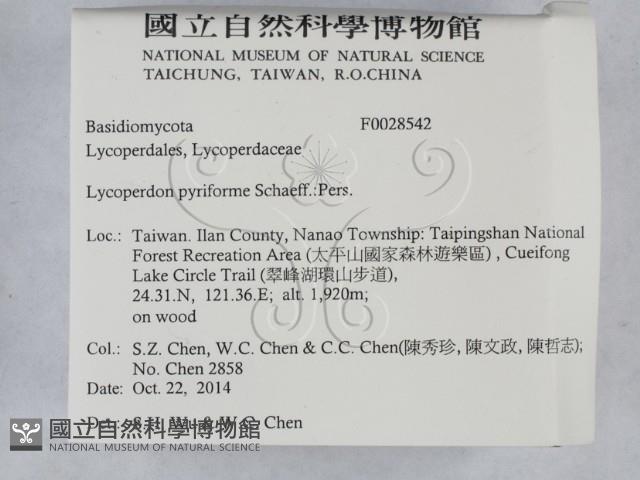 國立自然科學博物館
NATIONAL MUSEUM OF NATURAL SCIENCE
TAICHUNG, TAIWAN, R.O.CHINA
Basidiomycota F0028542
Lycoperdales, Lycoperdaceae
Lycoperdon pyriforme Schaeff.:Pers.
Loc.: Taiwan. Ilan County, Nanao Township: Taipingshan National
Forest Recreation Area (太平山國家森林遊樂區) , Cueifong
Lake Circle Trail (翠峰湖環山步道),
24.31.N, 121.36.E; alt. 1,920m;
on wood
Col.: S.Z. Chen, W.C. Chen & C.C. Chen(陳秀珍, 陳文政, 陳哲志);
No. Chen 2858
Date: Oct. 22, 2014
Chen
國立自然科學博物館
NATIONAL MUSEUM OF NATURAL SCIENCE